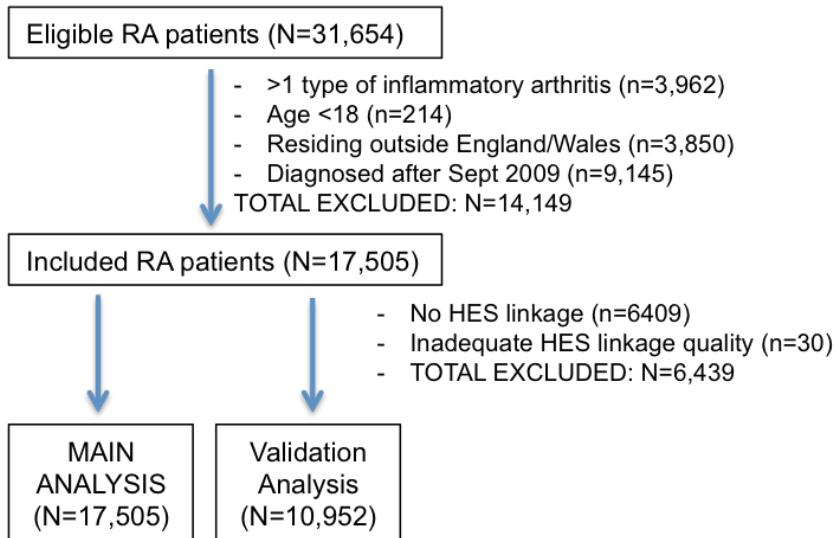 Eligible RA patients (N=31,654)
- >1 type of inflammatory arthritis (n=3,962)
- Age <18 (n=214)
- Residing outside England/Wales (n=3,850)
- Diagnosed after Sept 2009 (n=9,145)
TOTAL EXCLUDED: N=14,149
Included RA patients (N=17,505)
- No HES linkage (n=6409)
- Inadequate HES linkage quality (n=30)
- TOTAL EXCLUDED: N=6,439
MAIN
ANALYSIS
(N=17,505)
Validation
Analysis
(N=10,952)